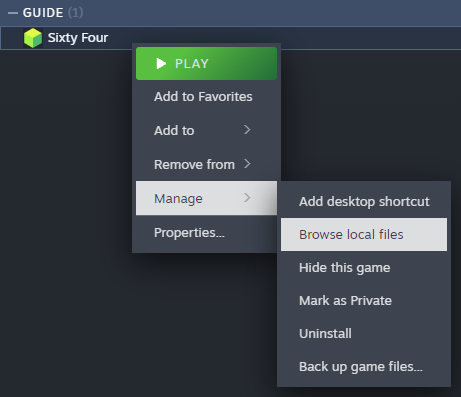 GUIDE (1)
Sixty Four
PLAY
Add to Favorites
Add to
Remove from
Manage
Properties...
Add desktop shortcut
Browse local files
Hide this game
Mark as Private
Uninstall
Back up game files...